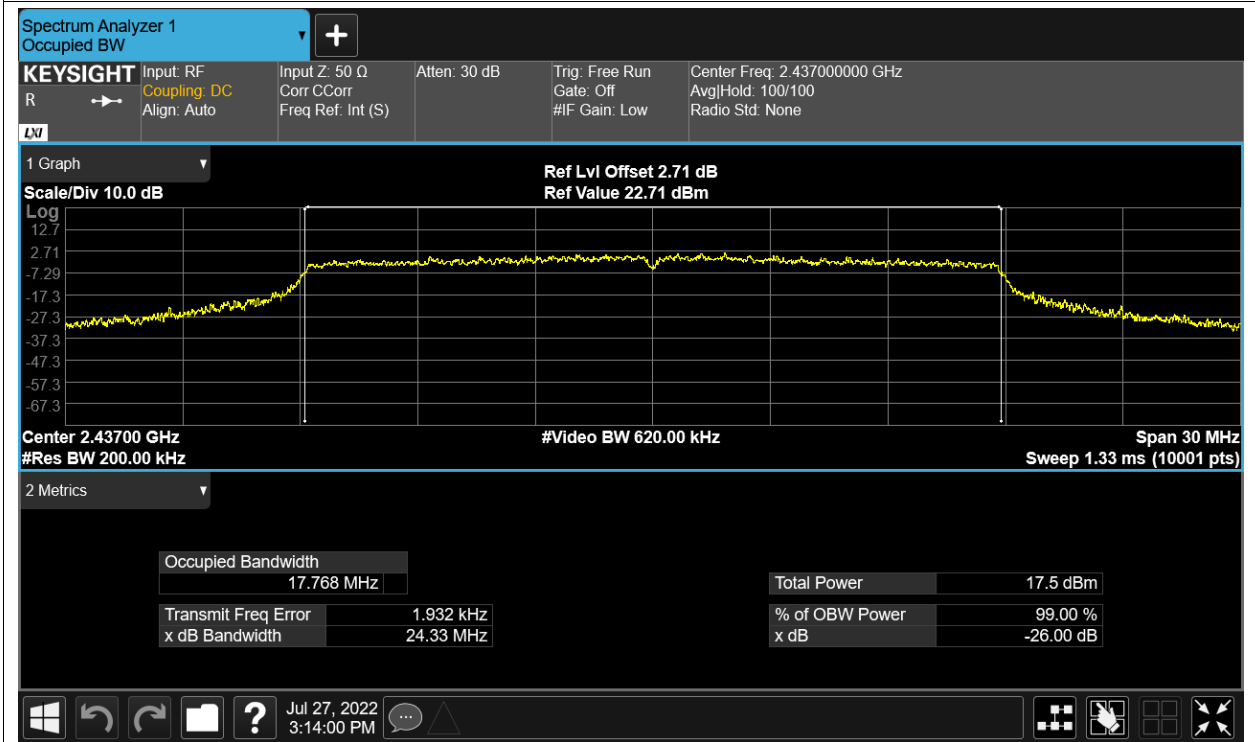 Spectrum Analyzer 1
Occupied BW
KEYSIGHT
R
LXI
Input: RF
Coupling: DC
Align: Auto
Input Z: 50 Ω
Corr CCorr
Freq Ref: Int (S)
Atten: 30 dB
Trig: Free Run
Gate: Off
#IF Gain: Low
Center Freq: 2.437000000 GHz
Avg|Hold: 100/100
Radio Std: None
1 Graph
Scale/Div 10.0 dB
Ref Lvl Offset 2.71 dB
Ref Value 22.71 dBm
Log
12.7
2.71
-7.29
-17.3
-27.3
-37.3
-47.3
-57.3
-67.3
Center 2.43700 GHz
#Res BW 200.00 kHz
#Video BW 620.00 kHz
Span 30 MHz
Sweep 1.33 ms (10001 pts)
2 Metrics
Occupied Bandwidth
17.768 MHz
Transmit Freq Error 1.932 kHz
x dB Bandwidth 24.33 MHz
Total Power 17.5 dBm
% of OBW Power 99.00 %
x dB -26.00 dB
?
Jul 27, 2022
3:14:00 PM